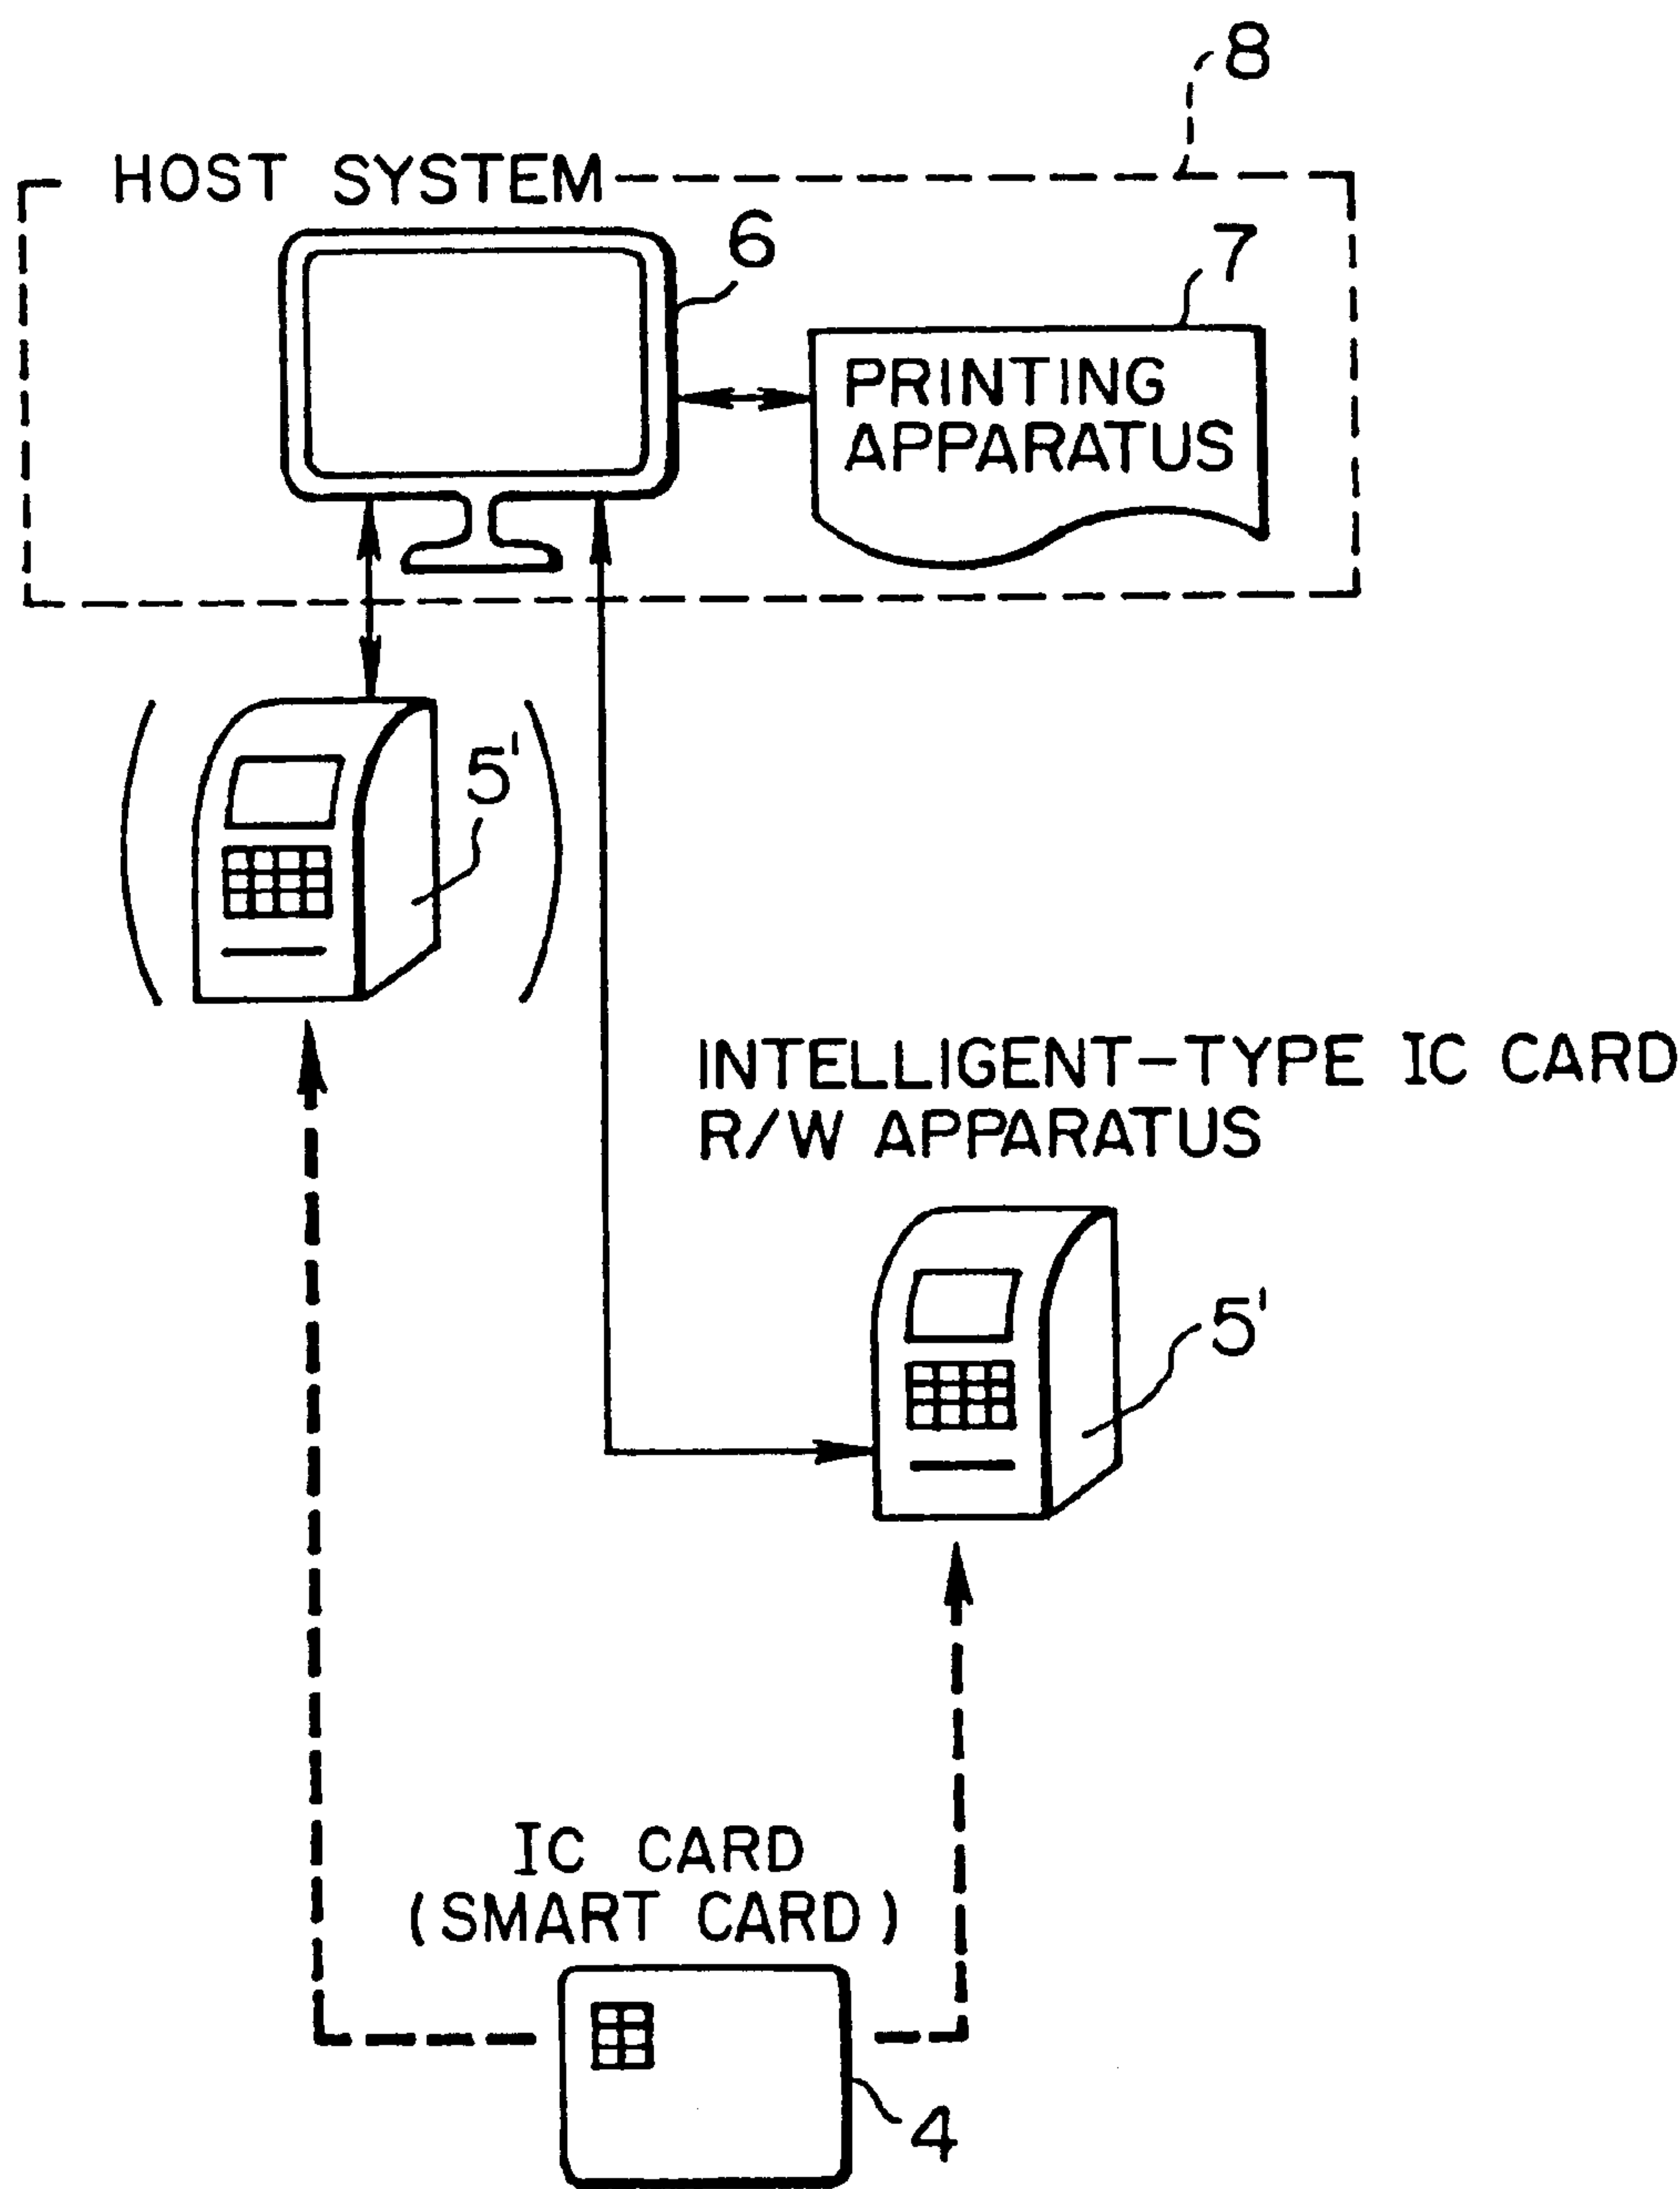 8
HOST SYSTEM
6
7
PRINTING
APPARATUS
5'
INTELLIGENT-TYPE IC CARD
R/W APPARATUS
5'
IC CARD
(SMART CARD)
4